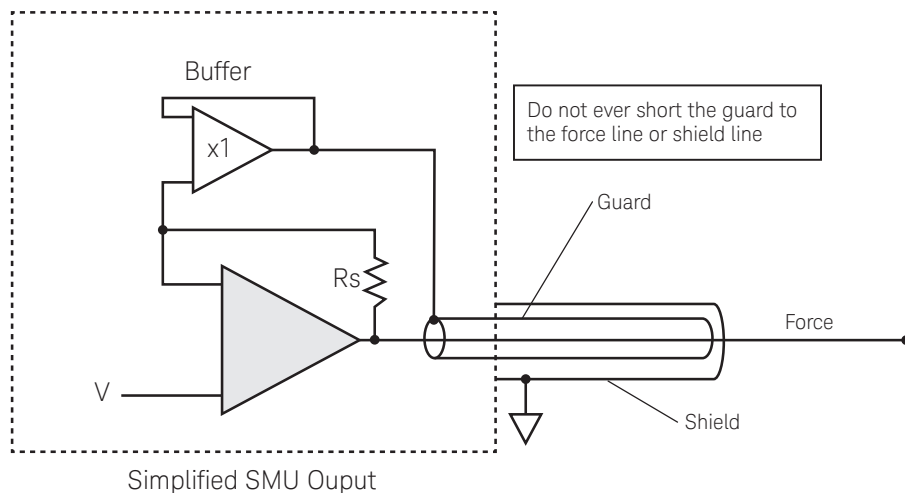 Buffer
x1
Do not ever short the guard to
the force line or shield line
Guard
Rs
Force
V
Shield
Simplified SMU Ouput